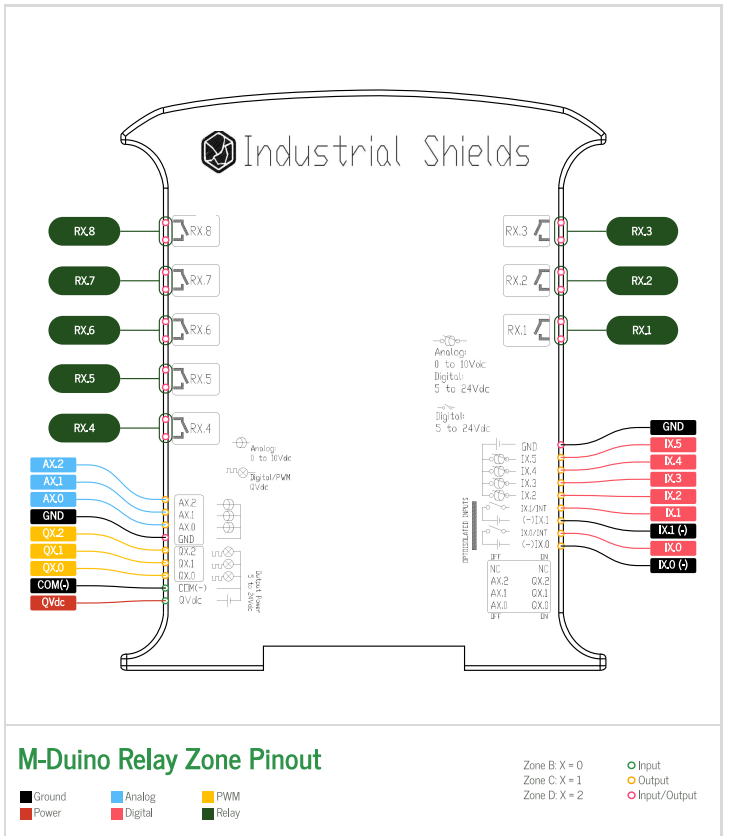 Industrial Shields
RX.8
RX.8
RX.3
RX.3
RX.7
RX.7
RX.2
RX.2
RX.6
RX.6
RX.1
RX.1
RX.5
RX.5
RX.4
RX.4
Analog:
0 to 10Vdc
Digital:
5 to 24Vdc
Digital:
5 to 24Vdc
Analog:
0 to 10Vdc
Digital/PWM
QVdc
AX.2
AX.1
AX.0
GND
QX.2
QX.1
QX.0
COM(-)
QVdc
AX.2
AX.1
AX.0
GND
QX.2
QX.1
QX.0
COM(-)
QVdc
Output Power
5 to 24Vdc
OPTOISOLATED INPUTS
GND
IX.5
IX.4
IX.3
IX.2
IX.1/INT
(-)IX.1
IX.0/INT
(-)IX.0
OFF ON
NC NC
AX.2 QX.2
AX.1 QX.1
AX.0 QX.0
OFF ON
GND
IX.5
IX.4
IX.3
IX.2
IX.1
IX.1 (-)
IX.0
IX.0 (-)
M-Duino Relay Zone Pinout
Ground
Analog
PWM
Power
Digital
Relay
Zone B: X = 0
Zone C: X = 1
Zone D: X = 2
Input
Output
Input/Output